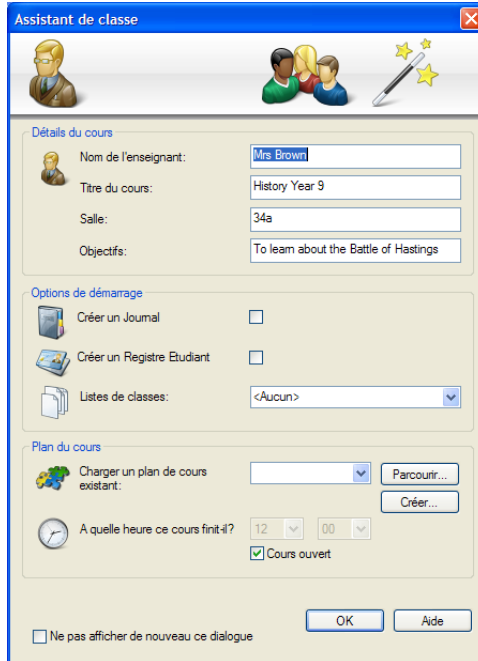 Assistant de classe
Détails du cours
Nom de l'enseignant: Mrs Brown
Titre du cours: History Year 9
Salle: 34a
Objectifs: To learn about the Battle of Hastings
Options de démarrage
Créer un Journal
Créer un Registre Etudiant
Listes de classes: <Aucun>
Plan du cours
Charger un plan de cours
existant:
Parcourir...
Créer...
A quelle heure ce cours finit-il? 12 00
Cours ouvert
OK Aide
Ne pas afficher de nouveau ce dialogue